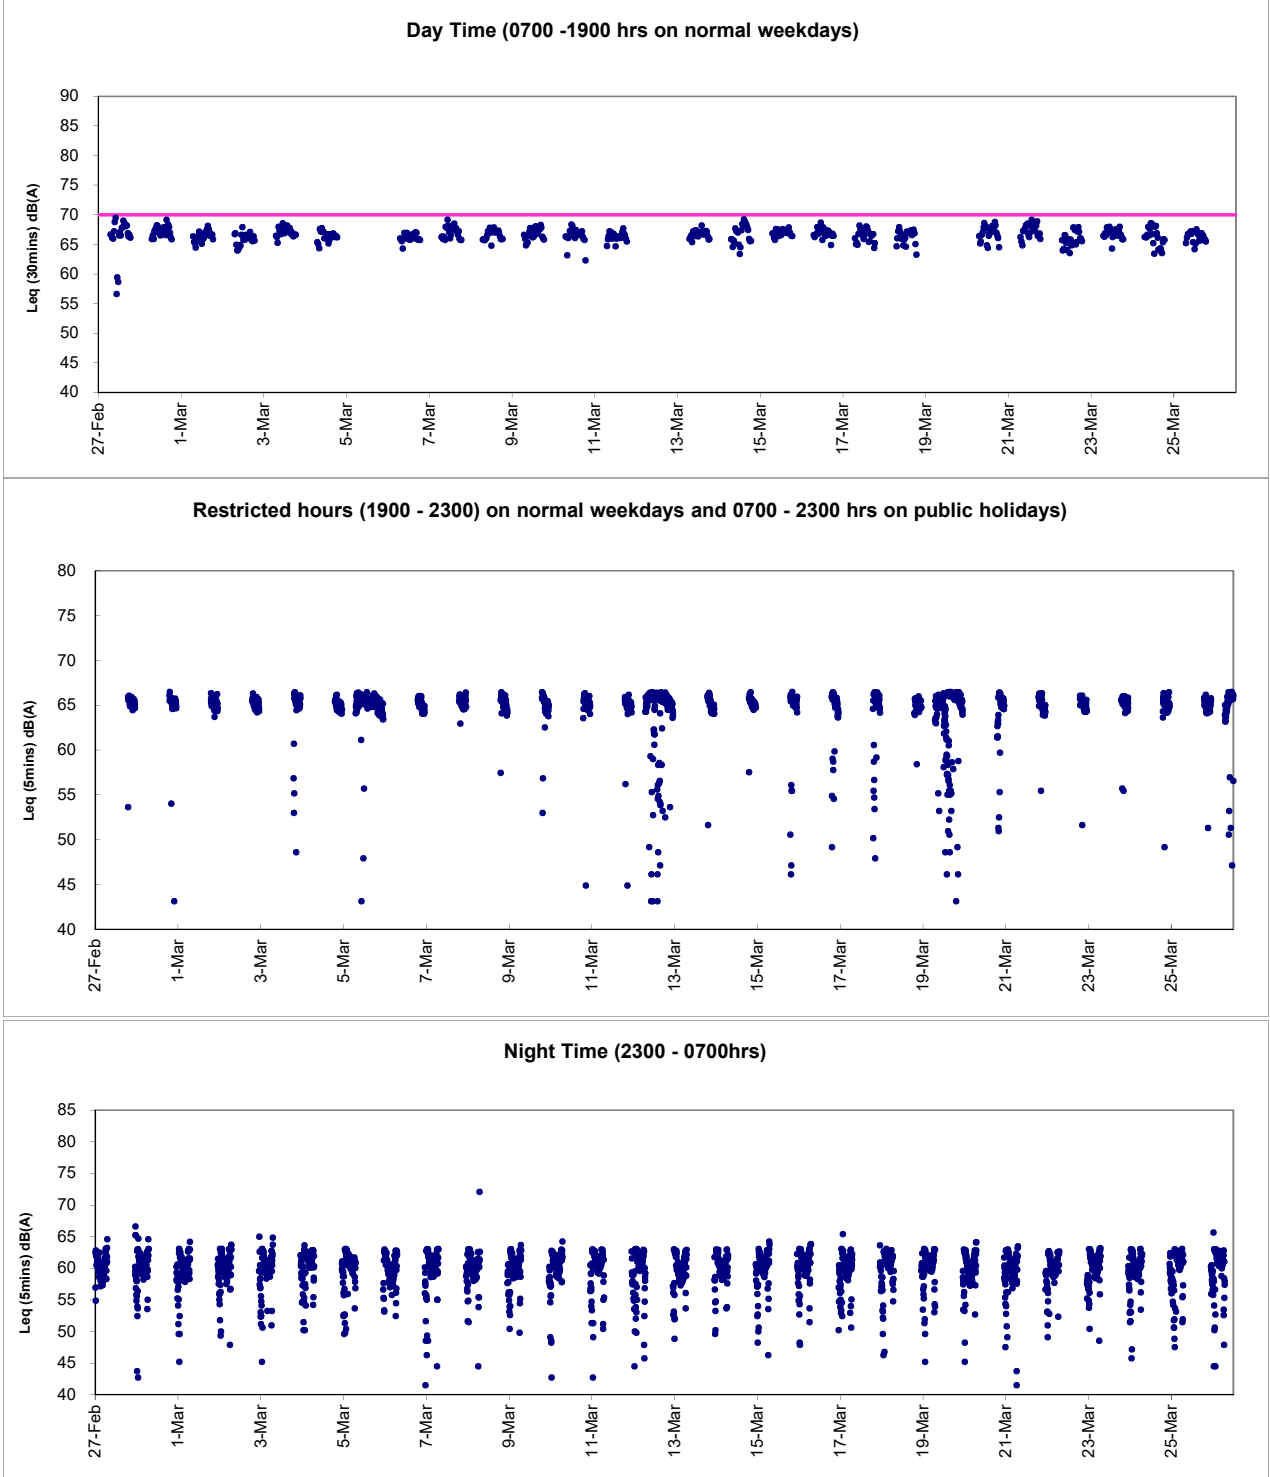 Day Time (0700 -1900 hrs on normal weekdays)
90
85
80
75
70
65
60
55
50
45
40
Leq (30mins) dB(A)
27-Feb
1-Mar
3-Mar
5-Mar
7-Mar
9-Mar
11-Mar
13-Mar
15-Mar
17-Mar
19-Mar
21-Mar
23-Mar
25-Mar
Restricted hours (1900 - 2300) on normal weekdays and 0700 - 2300 hrs on public holidays)
80
75
70
65
60
55
50
45
40
Leq (5mins) dB(A)
27-Feb
1-Mar
3-Mar
5-Mar
7-Mar
9-Mar
11-Mar
13-Mar
15-Mar
17-Mar
19-Mar
21-Mar
23-Mar
25-Mar
Night Time (2300 - 0700hrs)
85
80
75
70
65
60
55
50
45
40
Leq (5mins) dB(A)
27-Feb
1-Mar
3-Mar
5-Mar
7-Mar
9-Mar
11-Mar
13-Mar
15-Mar
17-Mar
19-Mar
21-Mar
23-Mar
25-Mar